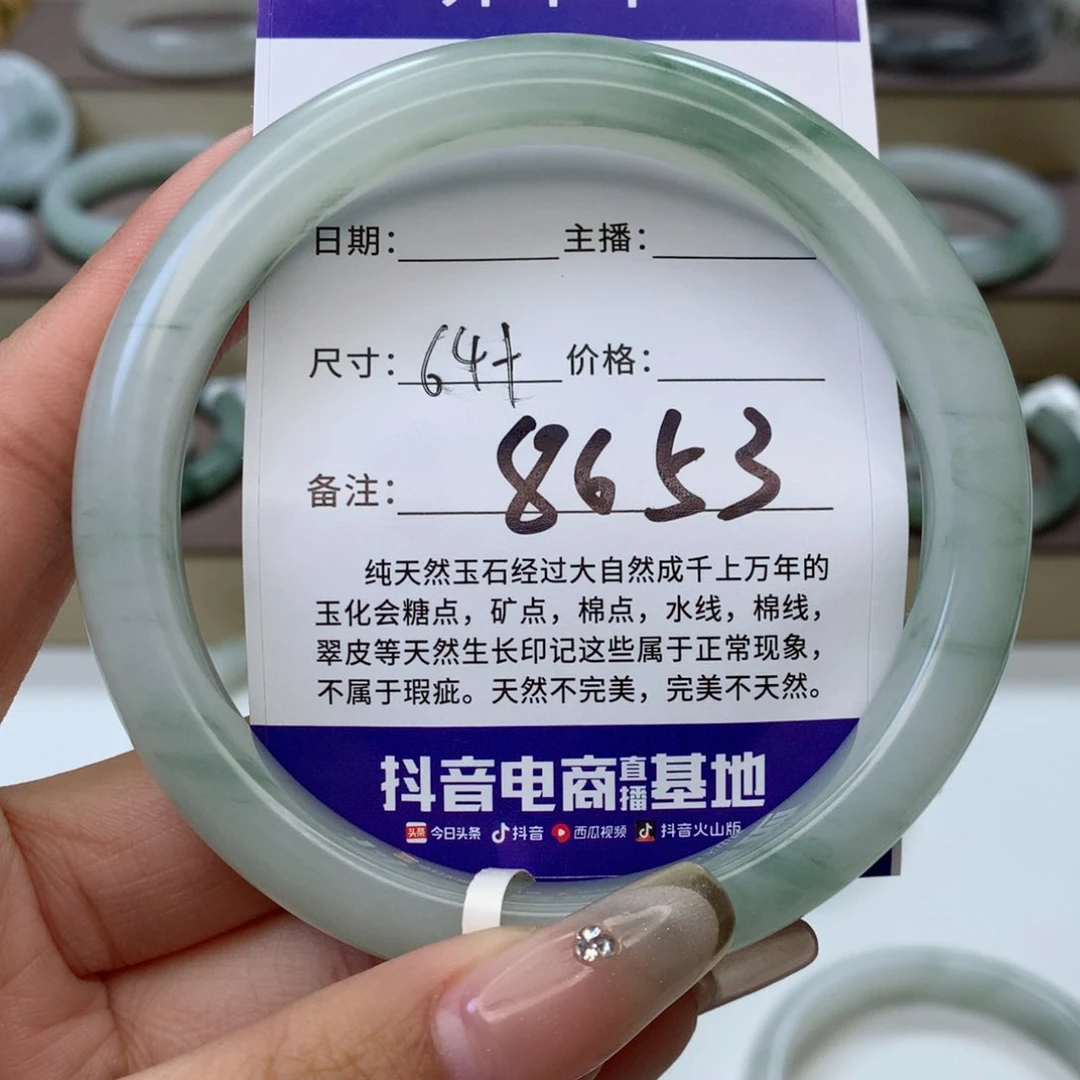 日期： 主播：
尺寸：64+ 价格：
备注：8653
纯天然玉石经过大自然成千上万年的
玉化会糖点，矿点，棉点，水线，棉线，
翠皮等天然生长印记这些属于正常现象，
不属于瑕疵。天然不完美，完美不天然。
抖音电商直播基地
头条 今日头条 抖音 西瓜视频 抖音火山版